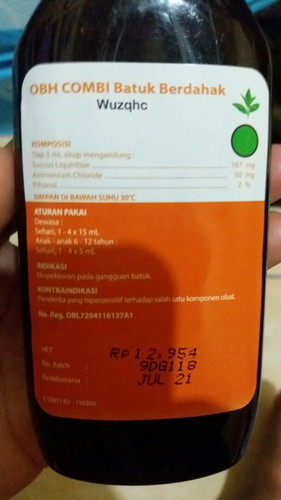 OBH COMBI Batuk Berdahak
Wuzqhc
KOMPOSISI
Tiap 5 mL sirup mengandung :
Succus Liquiritiae 167 mg
Ammonium Chloride 50 mg
Ethanol 2 %
SIMPAN DI BAWAH SUHU 30°C
ATURAN PAKAI
Dewasa :
Sehari, 1 - 4 x 15 mL
Anak - anak 6 - 12 tahun :
Sehari, 1 - 4 x 5 mL
INDIKASI
Ekspektoran pada gangguan batuk.
KONTRAINDIKASI
Penderita yang hipersensitif terhadap salah satu komponen obat.
No. Reg. DBL7204116137A1
HET Rp12,954
No. Batch : 9DG118
Kadaluwarsa : JUL 21